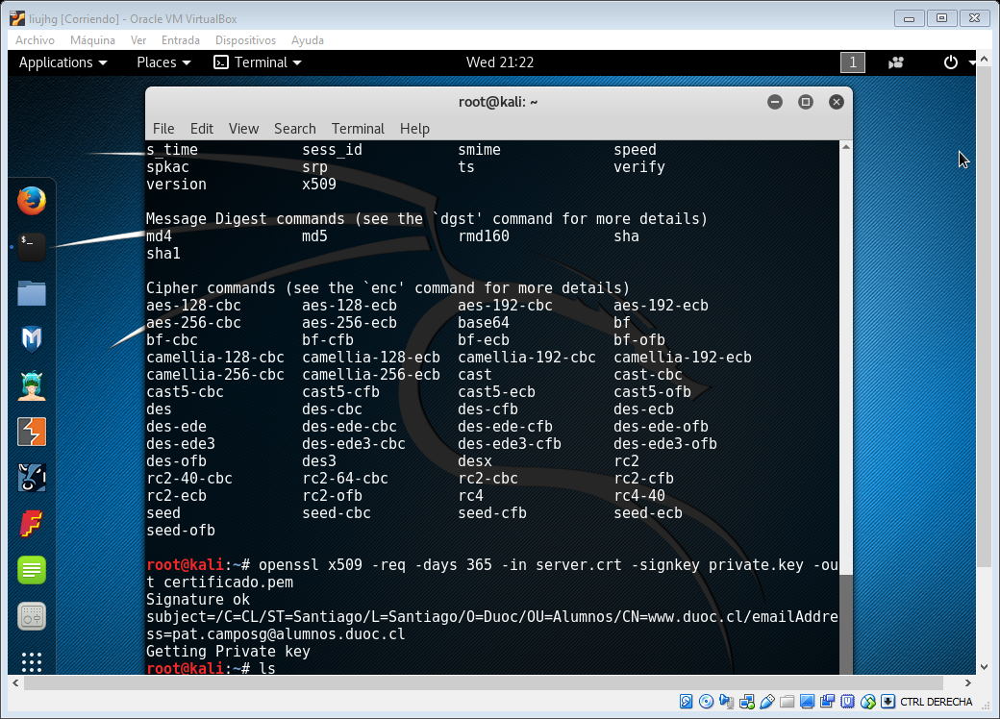 liujhg [Corriendo] - Oracle VM VirtualBox
Archivo Máquina Ver Entrada Dispositivos Ayuda
Applications Places Terminal Wed 21:22 1
root@kali: ~
File Edit View Search Terminal Help
s_time sess_id smime speed
spkac srp ts verify
version x509
Message Digest commands (see the `dgst' command for more details)
md4 md5 rmd160 sha
sha1
Cipher commands (see the `enc' command for more details)
aes-128-cbc aes-128-ecb aes-192-cbc aes-192-ecb
aes-256-cbc aes-256-ecb base64 bf
bf-cbc bf-cfb bf-ecb bf-ofb
camellia-128-cbc camellia-128-ecb camellia-192-cbc camellia-192-ecb
camellia-256-cbc camellia-256-ecb cast cast-cbc
cast5-cbc cast5-cfb cast5-ecb cast5-ofb
des des-cbc des-cfb des-ecb
des-ede des-ede-cbc des-ede-cfb des-ede-ofb
des-ede3 des-ede3-cbc des-ede3-cfb des-ede3-ofb
des-ofb des3 desx rc2
rc2-40-cbc rc2-64-cbc rc2-cbc rc2-cfb
rc2-ecb rc2-ofb rc4 rc4-40
seed seed-cbc seed-cfb seed-ecb
seed-ofb
root@kali:~# openssl x509 -req -days 365 -in server.crt -signkey private.key -ou
t certificado.pem
Signature ok
subject=/C=CL/ST=Santiago/L=Santiago/O=Duoc/OU=Alumnos/CN=www.duoc.cl/emailAddre
ss=pat.camposg@alumnos.duoc.cl
Getting Private key
root@kali:~# ls
CTRL DERECHA